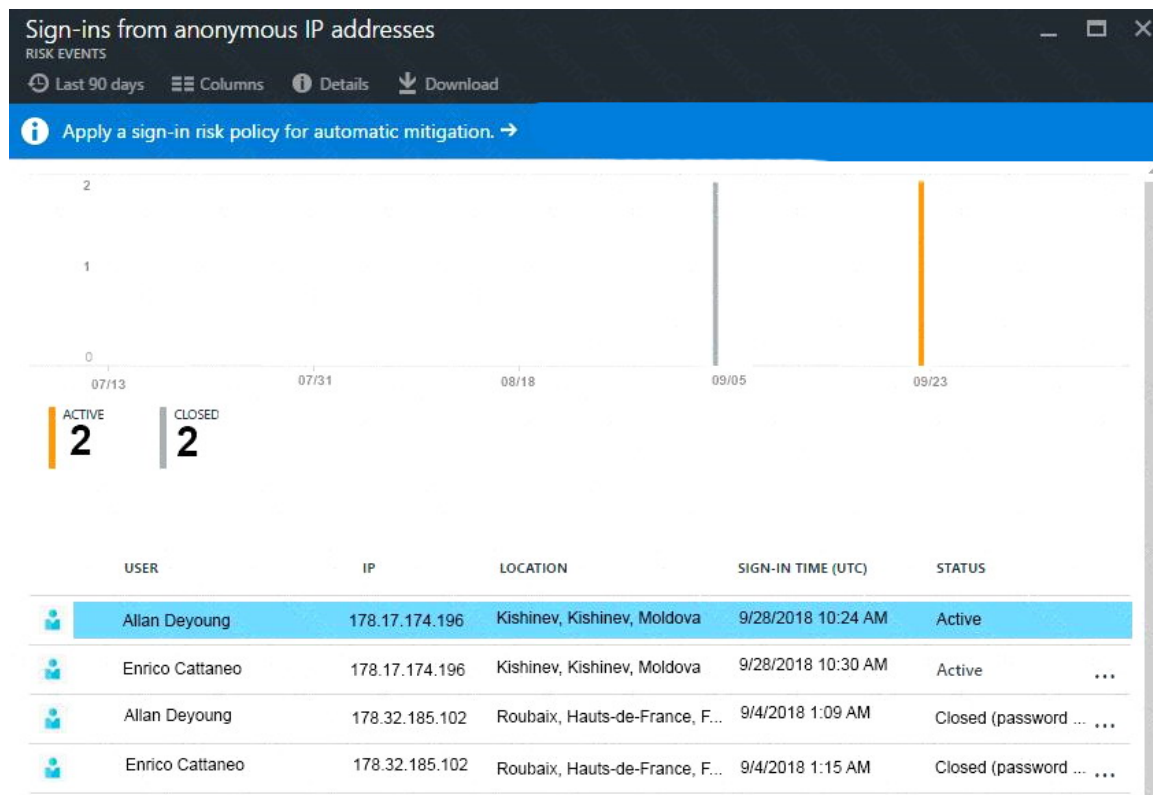 Sign-ins from anonymous IP addresses
RISK EVENTS
Last 90 days Columns Details Download
Apply a sign-in risk policy for automatic mitigation. →
2
1
0
07/13 07/31 08/18 09/05 09/23
ACTIVE CLOSED
2 2
USER IP LOCATION SIGN-IN TIME (UTC) STATUS
Allan Deyoung 178.17.174.196 Kishinev, Kishinev, Moldova 9/28/2018 10:24 AM Active
Enrico Cattaneo 178.17.174.196 Kishinev, Kishinev, Moldova 9/28/2018 10:30 AM Active ...
Allan Deyoung 178.32.185.102 Roubaix, Hauts-de-France, F... 9/4/2018 1:09 AM Closed (password ... ...
Enrico Cattaneo 178.32.185.102 Roubaix, Hauts-de-France, F... 9/4/2018 1:15 AM Closed (password ... ...